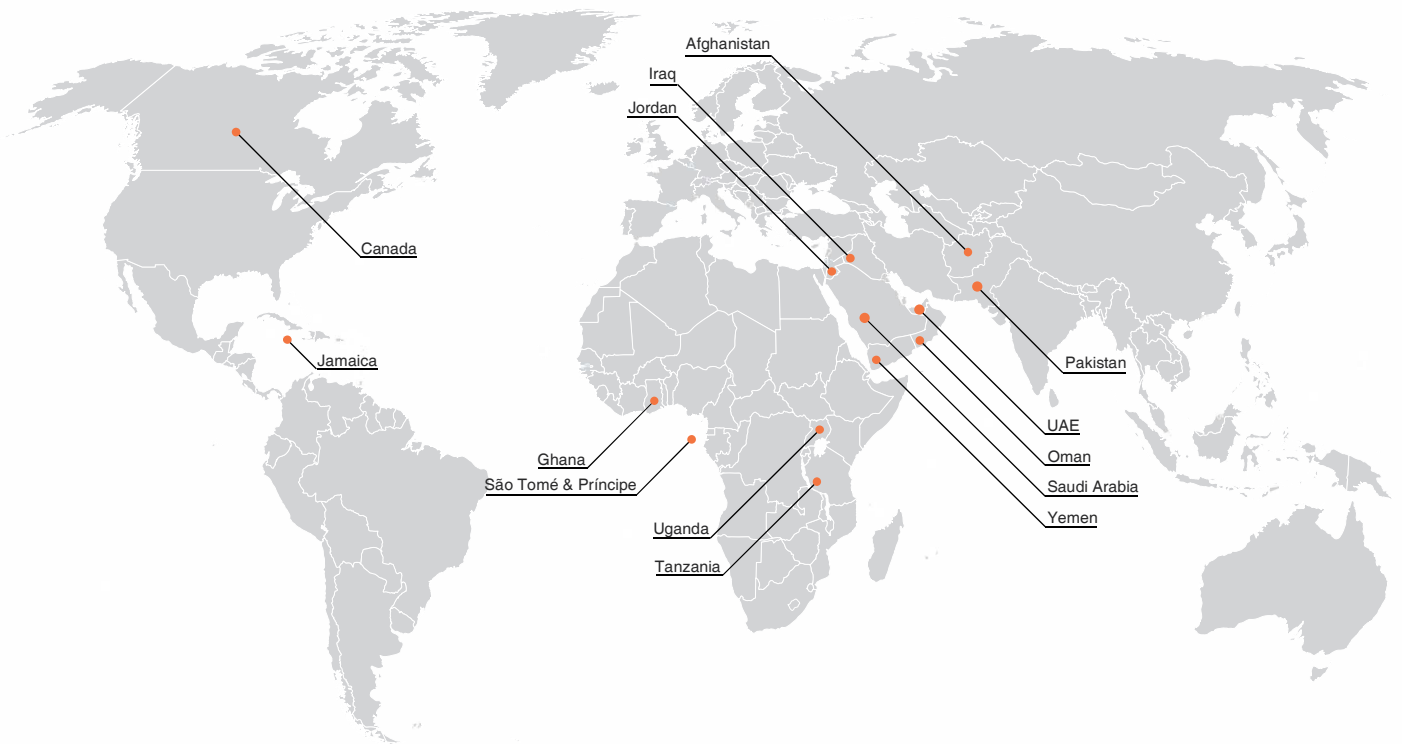 Afghanistan
Iraq
Jordan
Canada
Jamaica
Pakistan
UAE
Ghana
Oman
São Tomé & Príncipe
Saudi Arabia
Yemen
Uganda
Tanzania